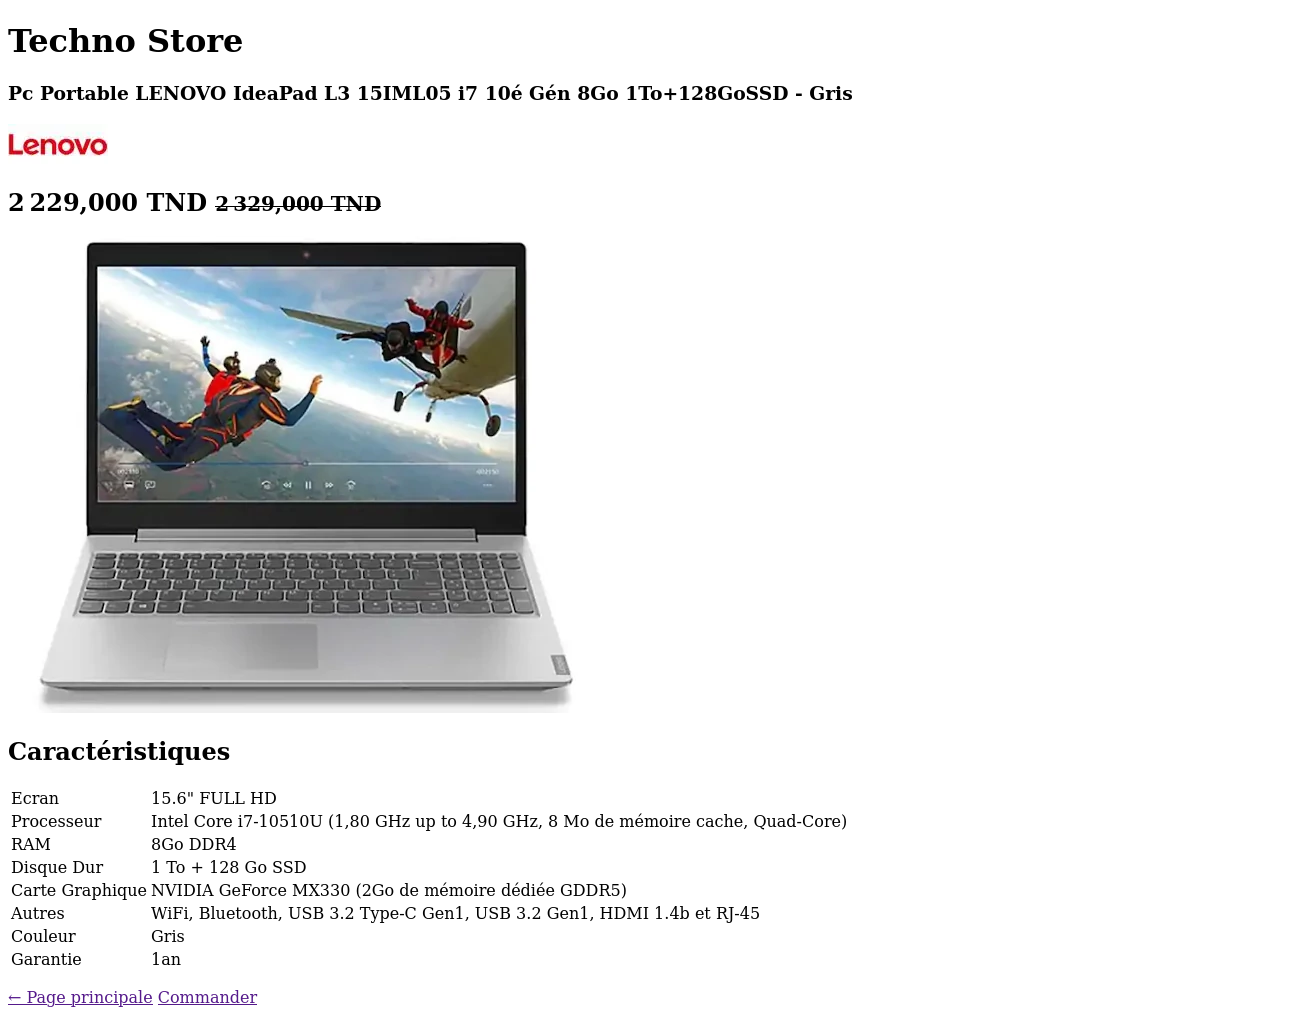 Techno Store
Pc Portable LENOVO IdeaPad L3 15IML05 i7 10é Gén 8Go 1To+128GoSSD - Gris
Lenovo
2 229,000 TND 2 329,000 TND
Caractéristiques
Ecran 15.6" FULL HD
Processeur Intel Core i7-10510U (1,80 GHz up to 4,90 GHz, 8 Mo de mémoire cache, Quad-Core)
RAM 8Go DDR4
Disque Dur 1 To + 128 Go SSD
Carte Graphique NVIDIA GeForce MX330 (2Go de mémoire dédiée GDDR5)
Autres WiFi, Bluetooth, USB 3.2 Type-C Gen1, USB 3.2 Gen1, HDMI 1.4b et RJ-45
Couleur Gris
Garantie 1an
← Page principale Commander